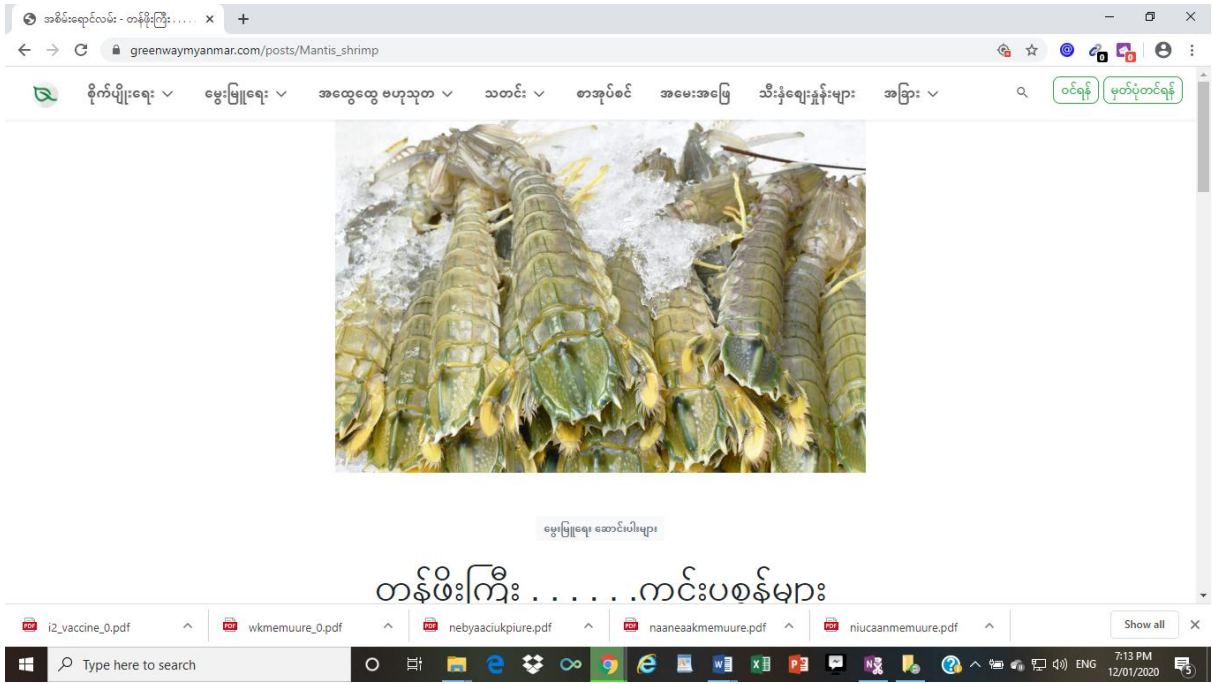 အစိမ်းရောင်လမ်း - တန်ဖိုးကြီး . . . . .
greenwaymyanmar.com/posts/Mantis_shrimp
စိုက်ပျိုးရေး မွေးမြူရေး အထွေထွေ ဗဟုသုတ သတင်း စာအုပ်စင် အမေးအဖြေ သီးနှံစျေးနှုန်းများ အခြား ဝင်ရန် မှတ်ပုံတင်ရန်
မွေးမြူရေး ဆောင်းပါးများ
တန်ဖိုးကြီး . . . . . .ကင်းပုစွန်များ
i2_vaccine_0.pdf wkmemuure_0.pdf nebyaaciukpiure.pdf naaneaakmemuure.pdf niucaanmemuure.pdf Show all
Type here to search ENG 7:13 PM
12/01/2020